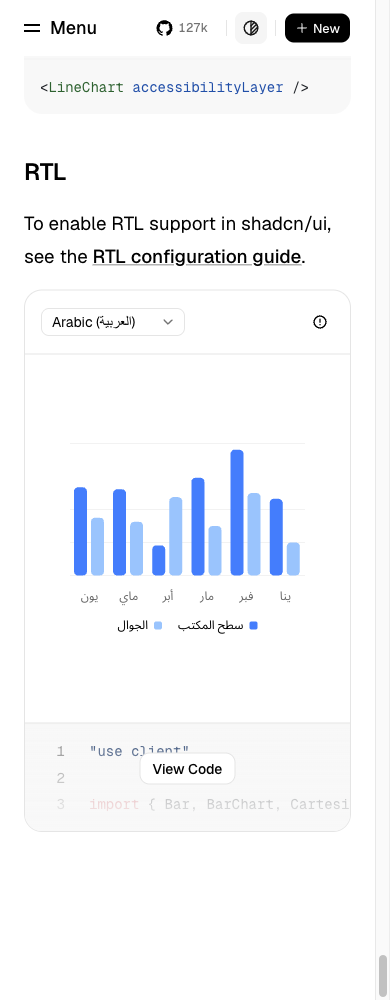 Menu
127k
New
<LineChart accessibilityLayer />
RTL
To enable RTL support in shadcn/ui,
see the RTL configuration guide.
Arabic (العربية)
ينا فبر مار أبر ماي يون
سطح المكتب الجوال
1 "use client"
View Code
2
3 import { Bar, BarChart, Cartesi